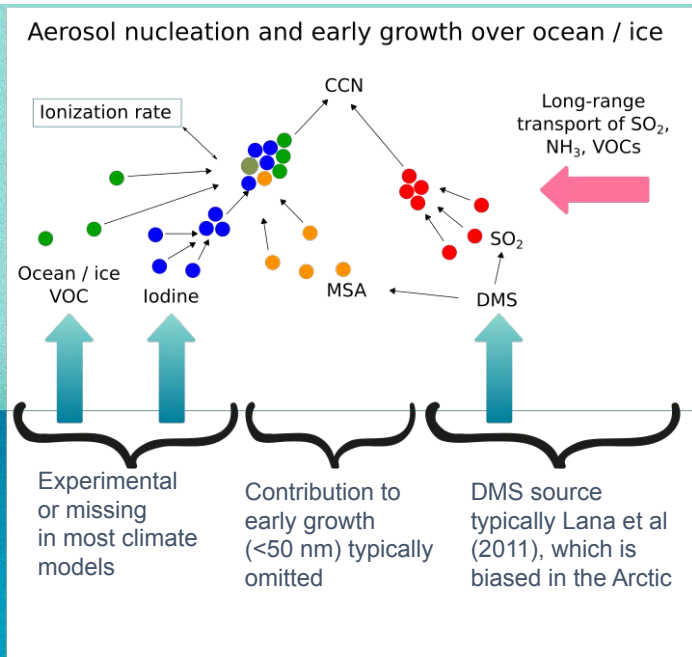 Aerosol nucleation and early growth over ocean / ice
CCN
Ionization rate
Long-range
transport of SO₂,
NH₃, VOCs
SO₂
Ocean / ice
VOC
Iodine
MSA
DMS
Experimental
or missing
in most climate
models
Contribution to
early growth
(<50 nm) typically
omitted
DMS source
typically Lana et al
(2011), which is
biased in the Arctic